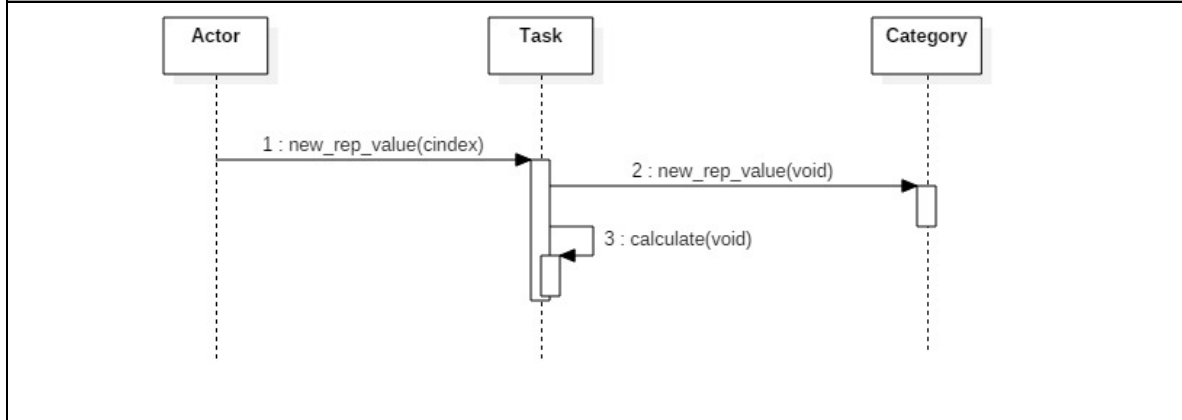 Actor
Task
Category
1 : new_rep_value(cindex)
2 : new_rep_value(void)
3 : calculate(void)